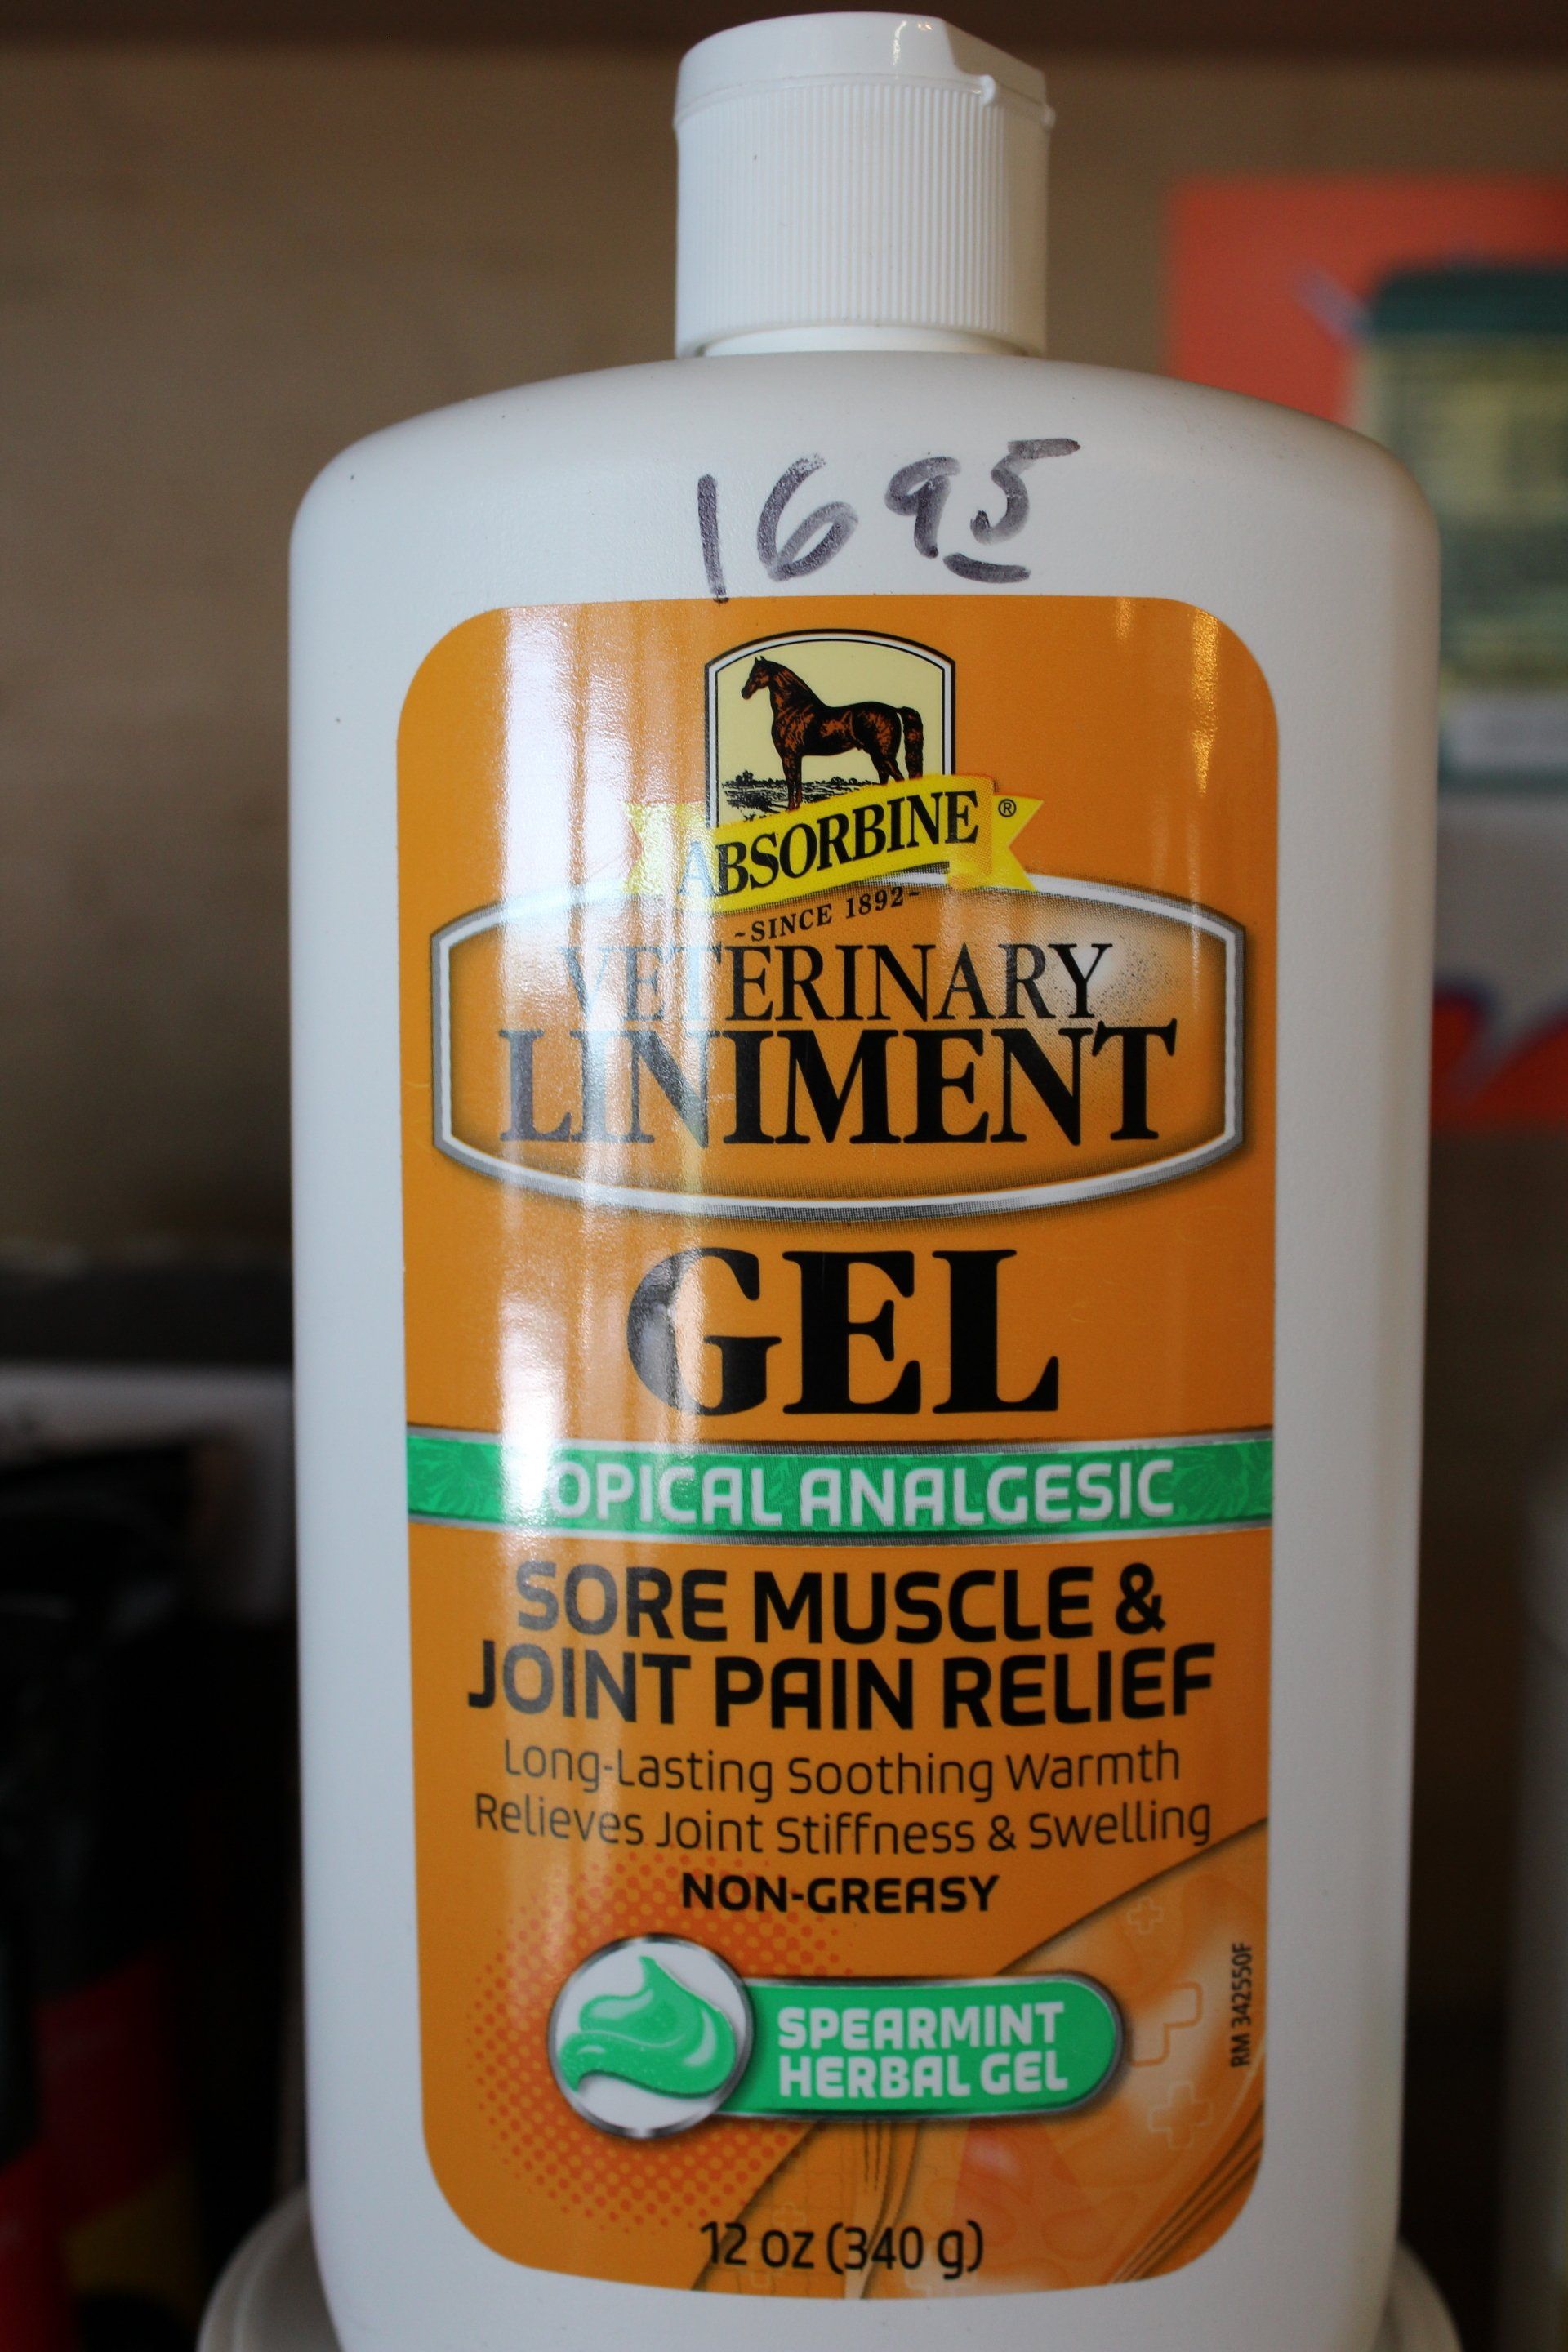 1695
ABSORBINE®
~SINCE 1892~
VETERINARY
LINIMENT
GEL
TOPICAL ANALGESIC
SORE MUSCLE &
JOINT PAIN RELIEF
Long-Lasting Soothing Warmth
Relieves Joint Stiffness & Swelling
NON-GREASY
SPEARMINT
HERBAL GEL
RM 342550F
12 oz (340 g)